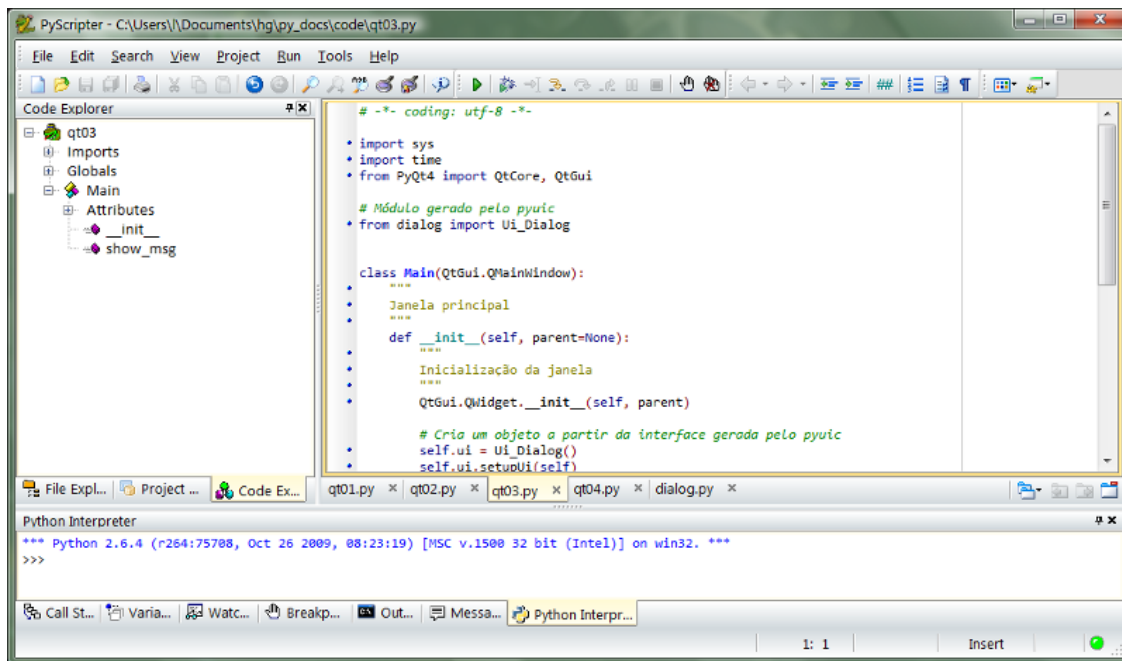 PyScripter - C:\Users\l\Documents\hg\py_docs\code\qt03.py
File Edit Search View Project Run Tools Help
Code Explorer
qt03
Imports
Globals
Main
Attributes
__init__
show_msg
# -*- coding: utf-8 -*-
import sys
import time
from PyQt4 import QtCore, QtGui
# Módulo gerado pelo pyuic
from dialog import Ui_Dialog
class Main(QtGui.QMainWindow):
"""
Janela principal
"""
def __init__(self, parent=None):
"""
Inicialização da janela
"""
QtGui.QWidget.__init__(self, parent)
# Cria um objeto a partir da interface gerada pelo pyuic
self.ui = Ui_Dialog()
self.ui.setupUi(self)
File Expl... Project ... Code Ex...
qt01.py qt02.py qt03.py qt04.py dialog.py
Python Interpreter
*** Python 2.6.4 (r264:75708, Oct 26 2009, 08:23:19) [MSC v.1500 32 bit (Intel)] on win32. ***
>>>
Call St... Varia... Watc... Breakp... Out... Messa... Python Interpr...
1: 1 Insert